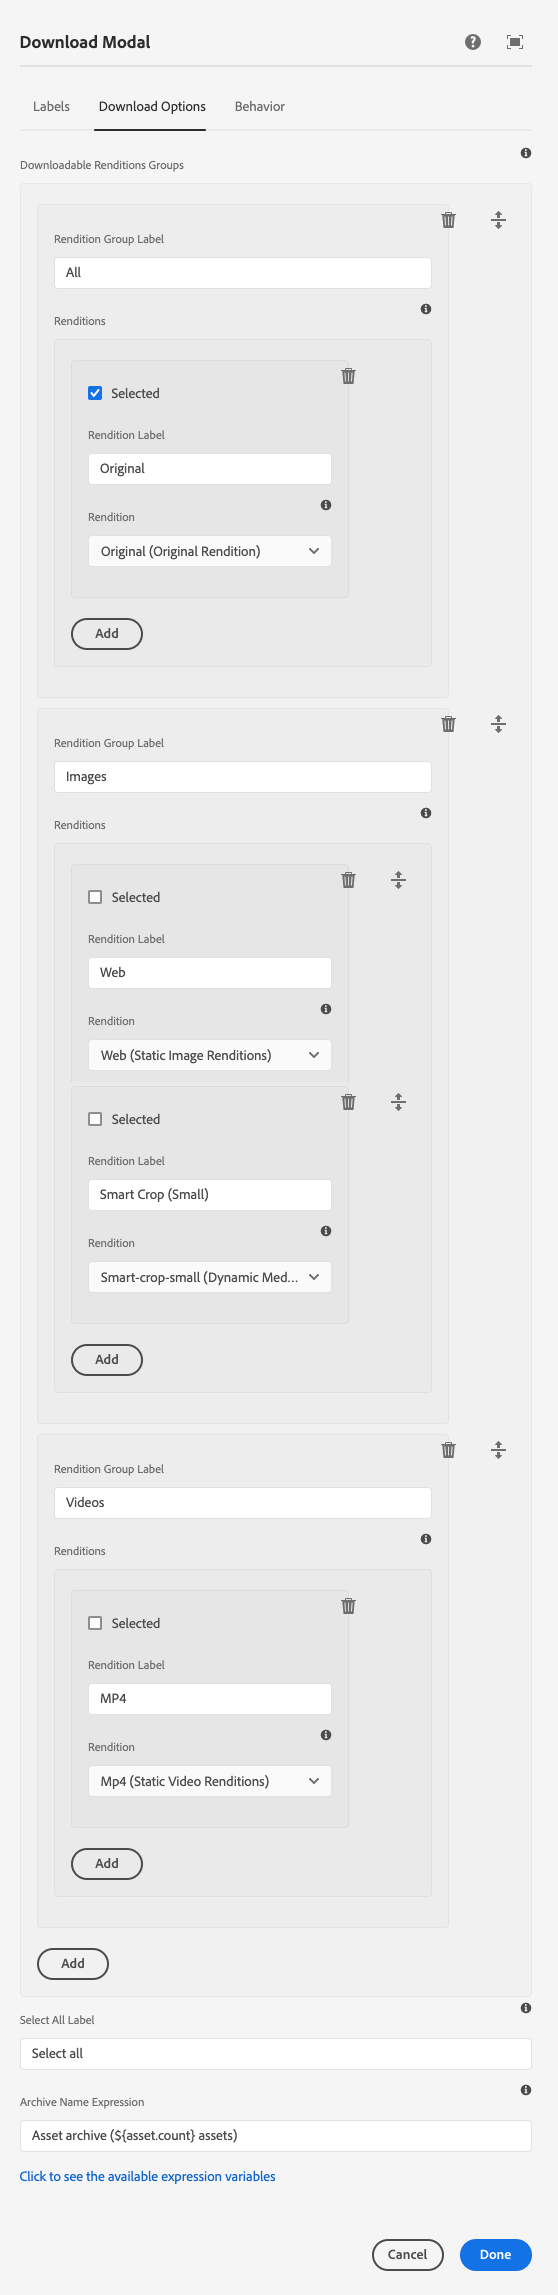 Download Modal
Labels
Download Options
Behavior
Downloadable Renditions Groups
Rendition Group Label
All
Renditions
Selected
Rendition Label
Original
Rendition
Original (Original Rendition)
Add
Rendition Group Label
Images
Renditions
Selected
Rendition Label
Web
Rendition
Web (Static Image Renditions)
Selected
Rendition Label
Smart Crop (Small)
Rendition
Smart-crop-small (Dynamic Med...
Add
Rendition Group Label
Videos
Renditions
Selected
Rendition Label
MP4
Rendition
Mp4 (Static Video Renditions)
Add
Add
Select All Label
Select all
Archive Name Expression
Asset archive (${asset.count} assets)
Click to see the available expression variables
Cancel
Done